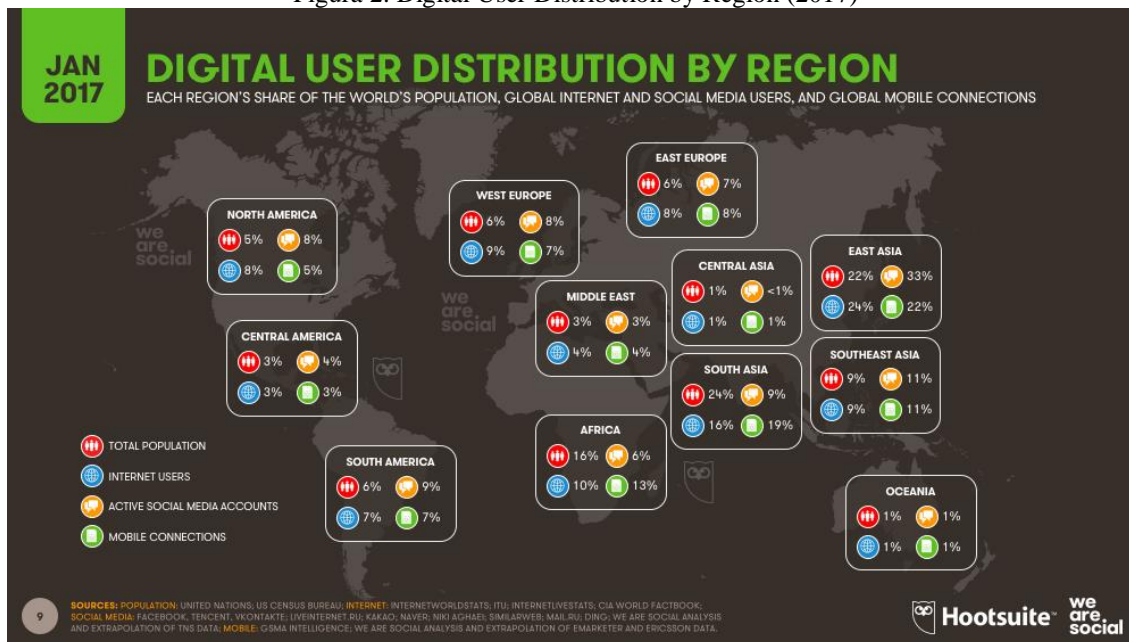 Figura 2. Digital User Distribution by Region (2017)
JAN
2017
DIGITAL USER DISTRIBUTION BY REGION
EACH REGION'S SHARE OF THE WORLD'S POPULATION, GLOBAL INTERNET AND SOCIAL MEDIA USERS, AND GLOBAL MOBILE CONNECTIONS
we
are
social
we
are
social
NORTH AMERICA
5% 8%
8% 5%
WEST EUROPE
6% 8%
9% 7%
EAST EUROPE
6% 7%
8% 8%
CENTRAL AMERICA
3% 4%
3% 3%
MIDDLE EAST
3% 3%
4% 4%
CENTRAL ASIA
1% <1%
1% 1%
EAST ASIA
22% 33%
24% 22%
SOUTH ASIA
24% 9%
16% 19%
SOUTHEAST ASIA
9% 11%
9% 11%
SOUTH AMERICA
6% 9%
7% 7%
AFRICA
16% 6%
10% 13%
OCEANIA
1% 1%
1% 1%
TOTAL POPULATION
INTERNET USERS
ACTIVE SOCIAL MEDIA ACCOUNTS
MOBILE CONNECTIONS
9
SOURCES: POPULATION: UNITED NATIONS; US CENSUS BUREAU; INTERNET: INTERNETWORLDSTATS; ITU; INTERNETLIVESTATS; CIA WORLD FACTBOOK;
SOCIAL MEDIA: FACEBOOK, TENCENT, VKONTAKTE; LIVEINTERNET.RU; KAKAO; NAVER; NIKI AGHAEI; SIMILARWEB; MAIL.RU; DING; WE ARE SOCIAL ANALYSIS
AND EXTRAPOLATION OF TNS DATA; MOBILE: GSMA INTELLIGENCE; WE ARE SOCIAL ANALYSIS AND EXTRAPOLATION OF EMARKETER AND ERICSSON DATA.
Hootsuite™
we
are
social